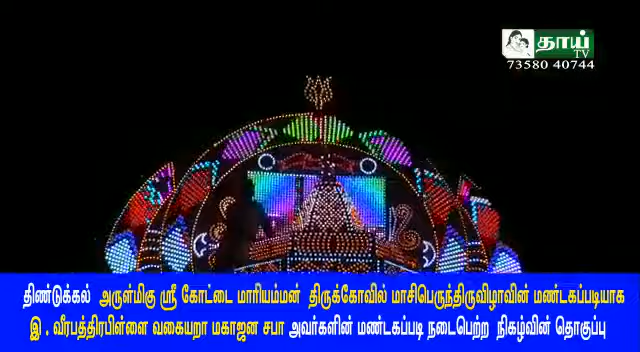 தாய்
TV
73580 40744
திண்டுக்கல் அருள்மிகு ஸ்ரீ கோட்டை மாரியம்மன் திருக்கோவில் மாசிபெருந்திருவிழாவின் மண்டகப்படியாக
இ . வீரபத்திரபிள்ளை வகையறா மகாஜன சபா அவர்களின் மண்டகப்படி நடைபெற்ற நிகழ்வின் தொகுப்பு